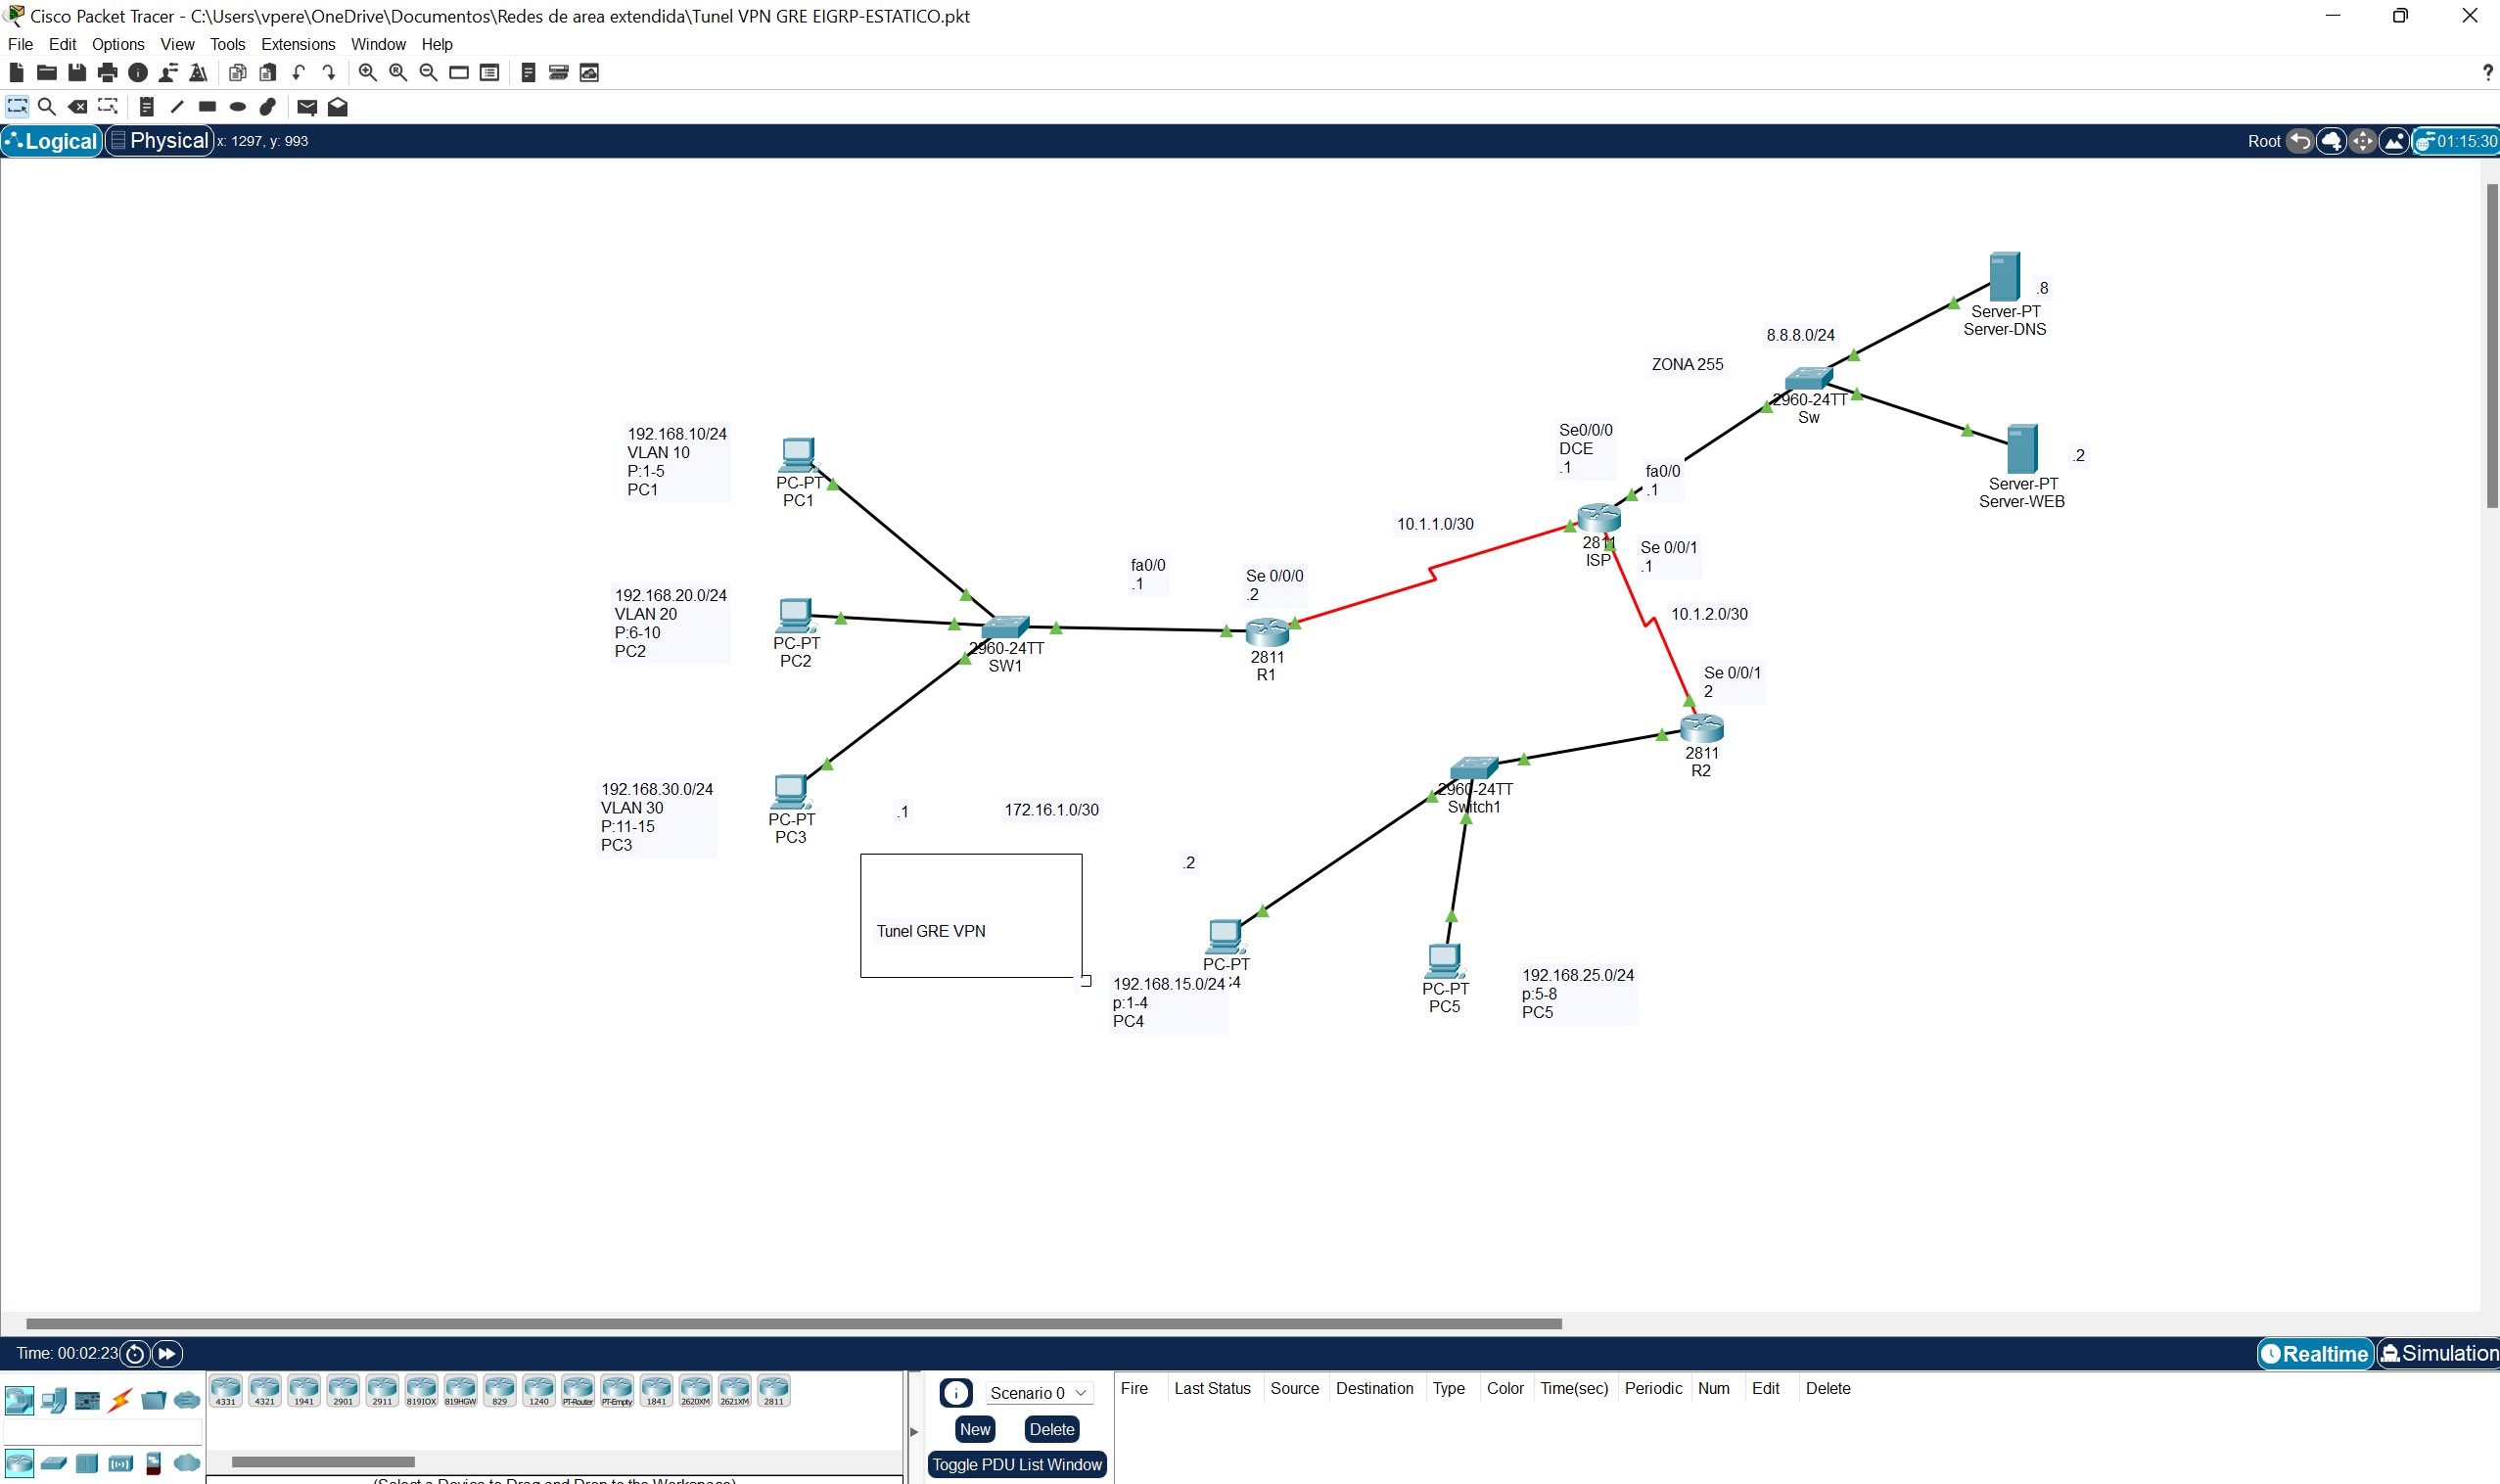 Cisco Packet Tracer - C:\Users\vpere\OneDrive\Documentos\Redes de area extendida\Tunel VPN GRE EIGRP-ESTATICO.pkt
File Edit Options View Tools Extensions Window Help
?
Logical Physical x: 1297, y: 993 Root 01:15:30
.8
Server-PT
Server-DNS
8.8.8.0/24
ZONA 255
2960-24TT
Sw
.2
Server-PT
Server-WEB
Se0/0/0
DCE
.1
fa0/0
.1
192.168.10/24
VLAN 10
P:1-5
PC1
PC-PT
PC1
10.1.1.0/30
2811
ISP
Se 0/0/1
.1
fa0/0
.1
Se 0/0/0
.2
10.1.2.0/30
192.168.20.0/24
VLAN 20
P:6-10
PC2
PC-PT
PC2
2960-24TT
SW1
2811
R1
Se 0/0/1
2
2811
R2
192.168.30.0/24
VLAN 30
P:11-15
PC3
PC-PT
PC3
.1
172.16.1.0/30
2960-24TT
Switch1
.2
Tunel GRE VPN
PC-PT
192.168.15.0/24
p:1-4
PC4
PC-PT
PC5
192.168.25.0/24
p:5-8
PC5
Time: 00:02:23 Realtime Simulation
4331 4321 1941 2901 2911 819IOX 819HGW 829 1240 PT-Router PT-Empty 1841 2620XM 2621XM 2811
Scenario 0
New Delete
Toggle PDU List Window
Fire Last Status Source Destination Type Color Time(sec) Periodic Num Edit Delete
(Select a Device to Drag and Drop to the Workspace)